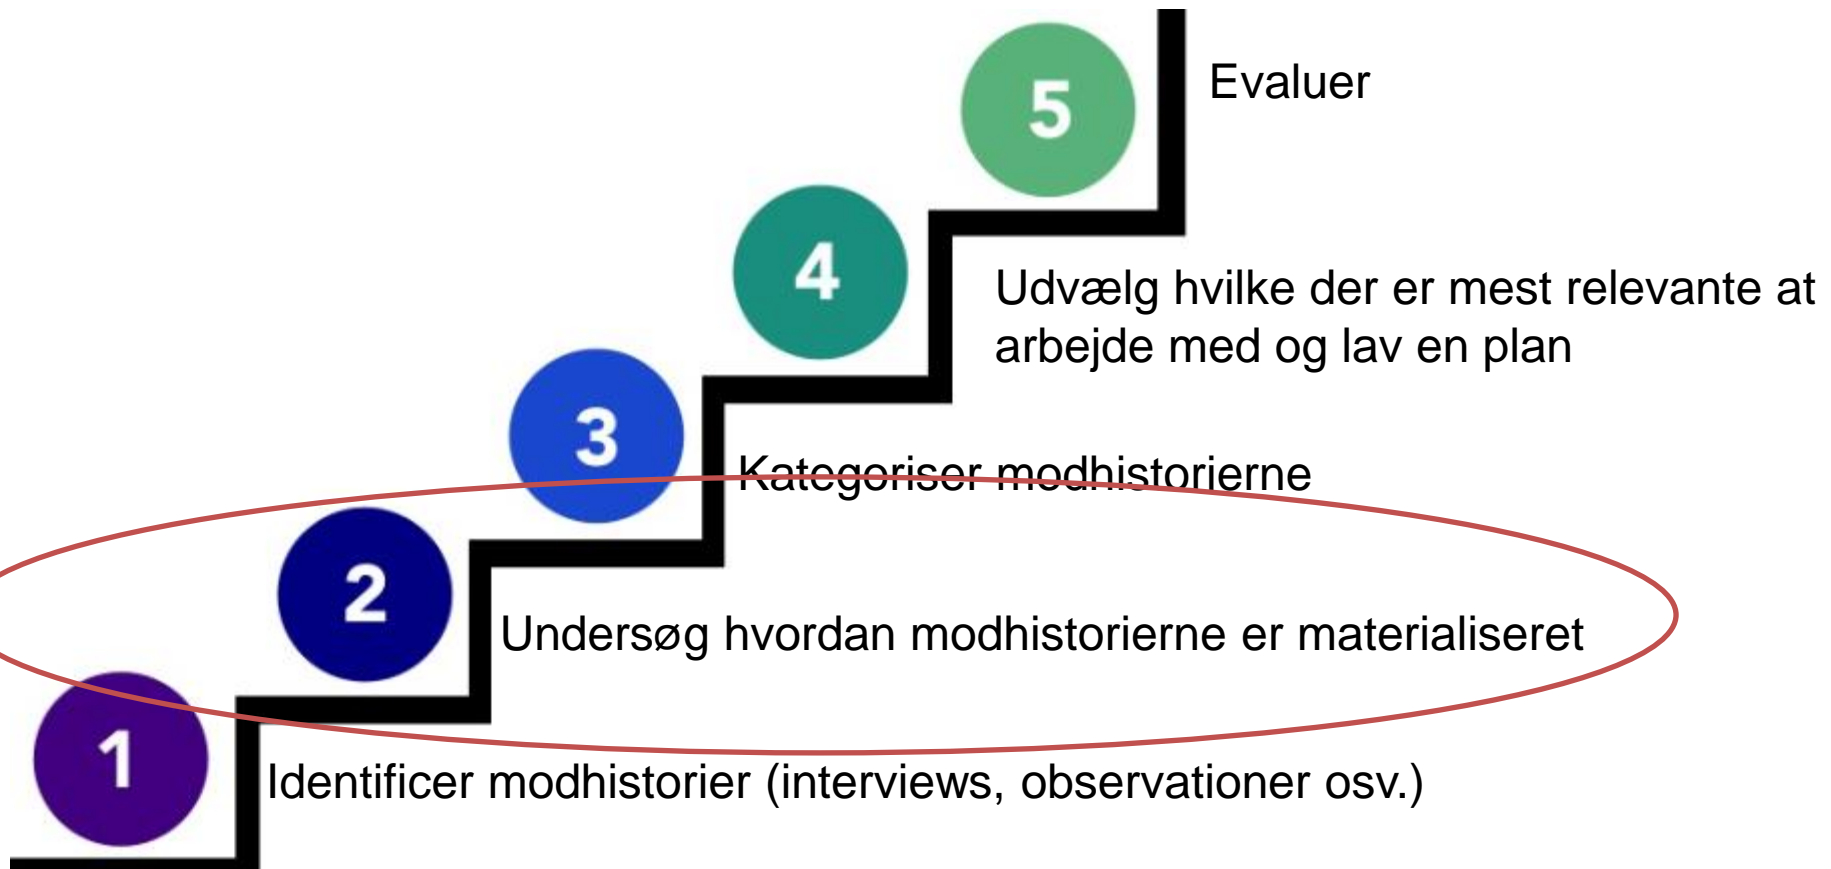 5
Evaluer
4
Udvælg hvilke der er mest relevante at
arbejde med og lav en plan
3
Kategoriser modhistorierne
2
Undersøg hvordan modhistorierne er materialiseret
1
Identificer modhistorier (interviews, observationer osv.)